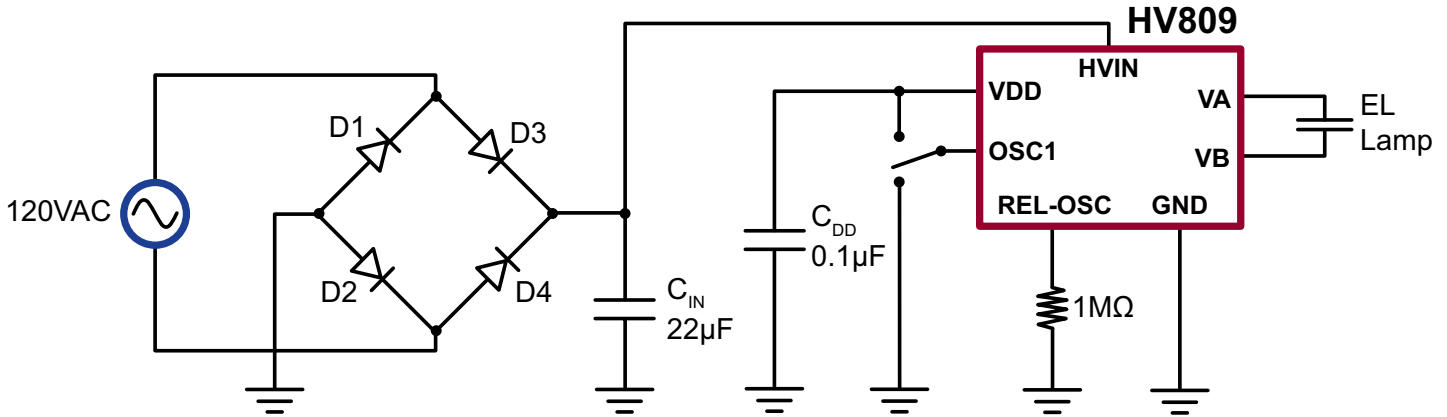 HV809
HVIN
VDD
VA
EL
Lamp
D1
D3
OSC1
VB
120VAC
REL-OSC
GND
C_DD
0.1µF
D2
D4
C_IN
22µF
1MΩ